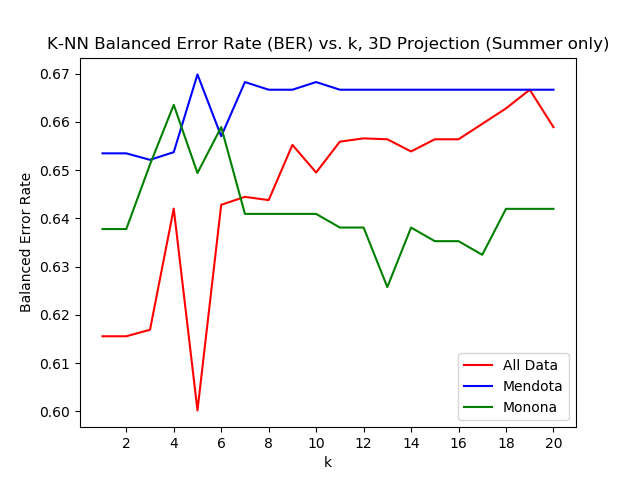 K-NN Balanced Error Rate (BER) vs. k, 3D Projection (Summer only)
Balanced Error Rate
0.67
0.66
0.65
0.64
0.63
0.62
0.61
0.60
All Data
Mendota
Monona
2 4 6 8 10 12 14 16 18 20
k